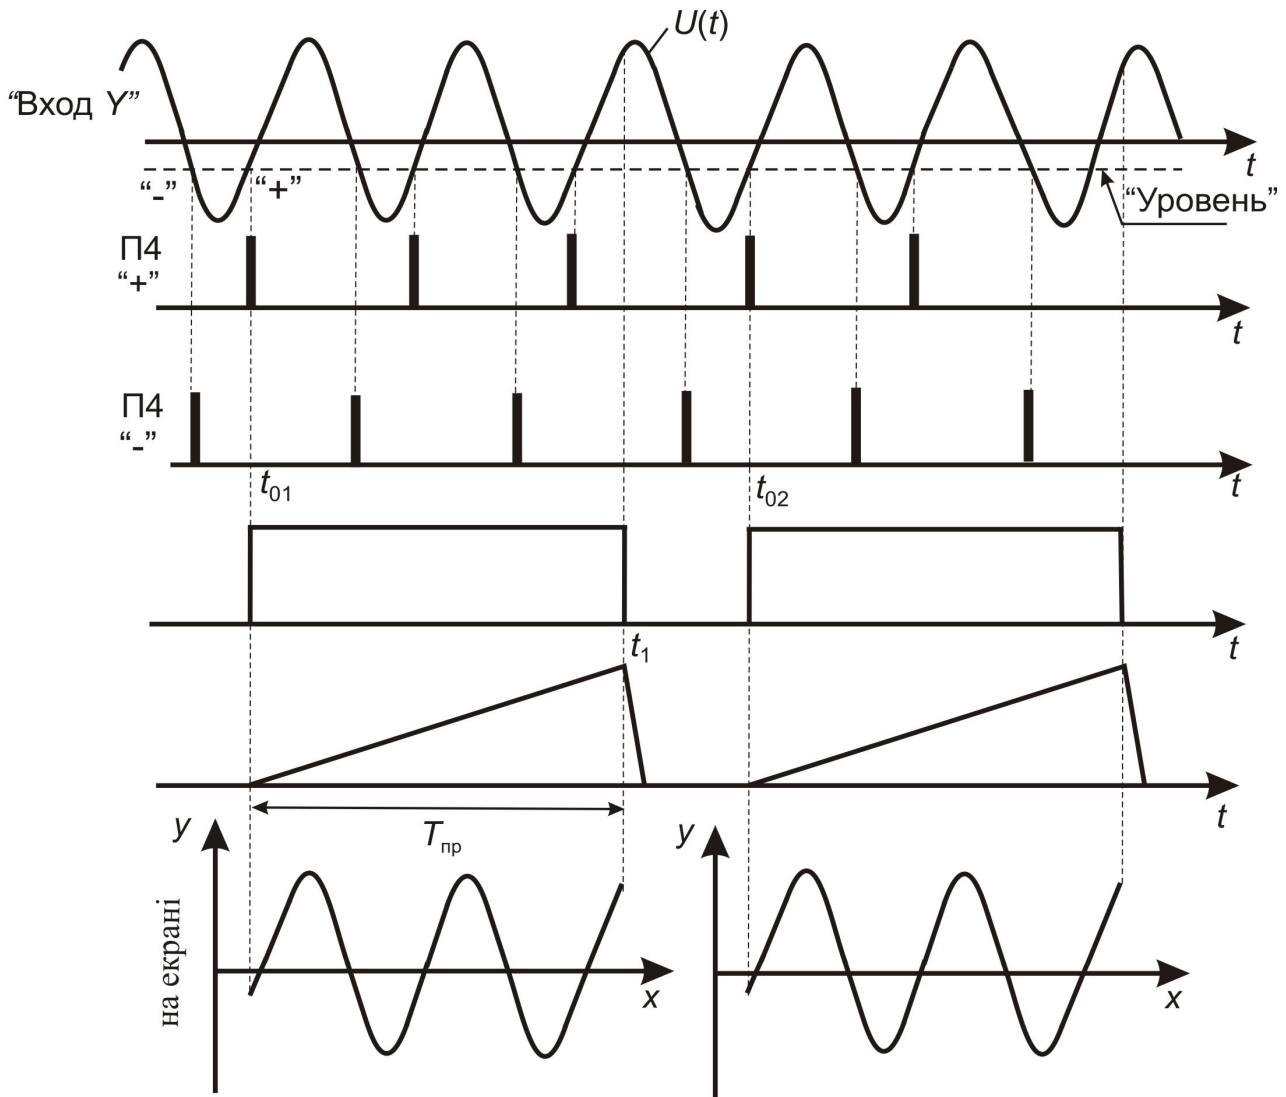 U(t)
“Вход Y”
t
“-”
“+”
“Уровень”
П4
“+”
t
П4
“-”
t
t01
t02
t
t1
t
Tпр
y
x
на екрані
y
x